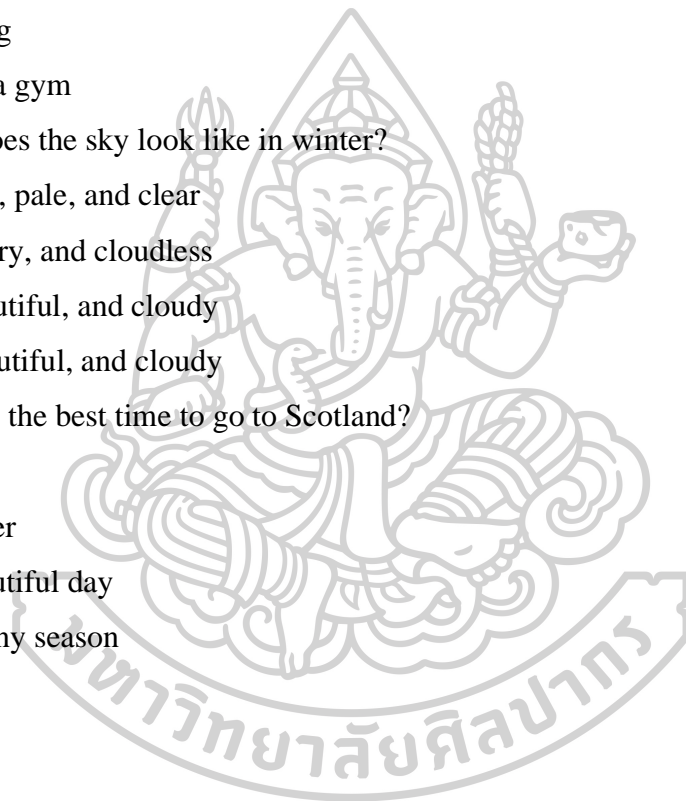 g
a gym
oes the sky look like in winter?
, pale, and clear
ry, and cloudless
utiful, and cloudy
utiful, and cloudy
the best time to go to Scotland?
er
utiful day
ny season
มหาวิทยาลัยศิลปากร